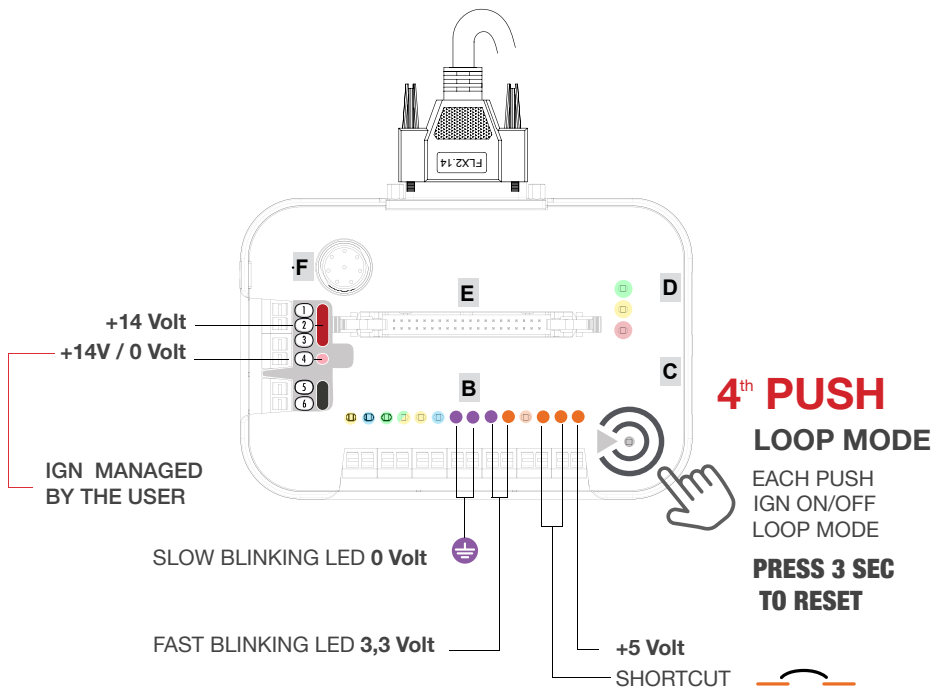 FLX2.14
F
E
D
1
2
3
4
5
6
+14 Volt
+14V / 0 Volt
C
B
4th PUSH
LOOP MODE
EACH PUSH
IGN ON/OFF
LOOP MODE
PRESS 3 SEC
TO RESET
IGN MANAGED
BY THE USER
SLOW BLINKING LED 0 Volt
FAST BLINKING LED 3,3 Volt
+5 Volt
SHORTCUT